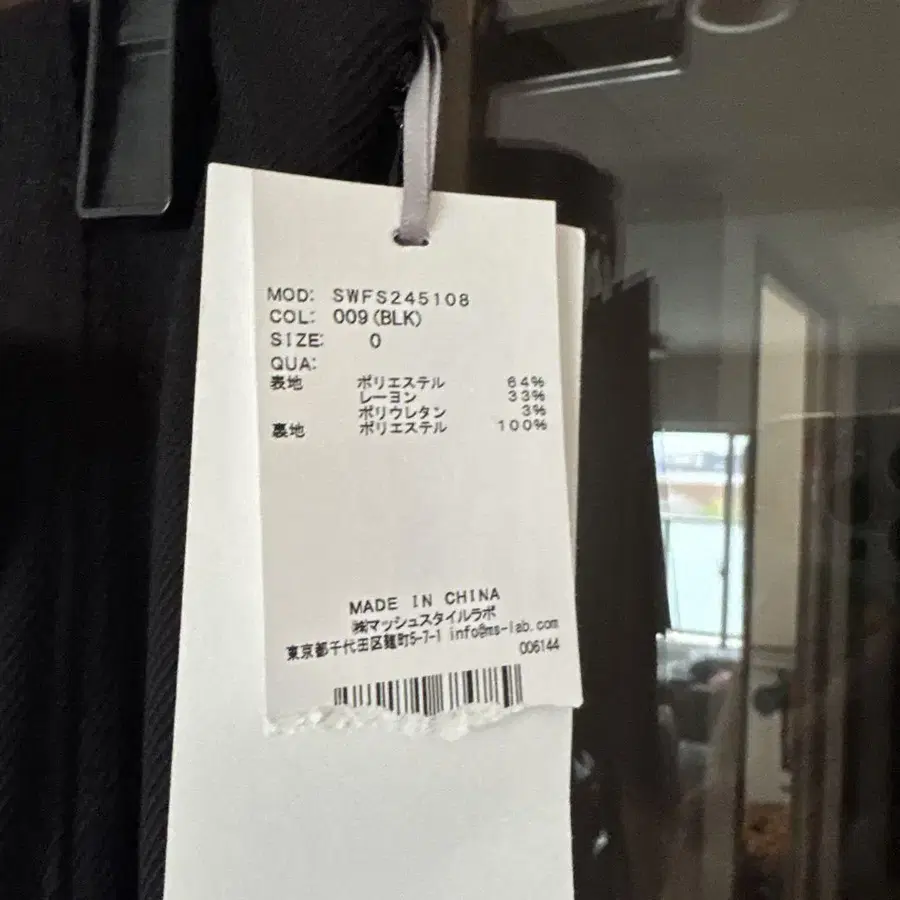 MOD: SWFS245108
COL: 009(BLK)
SIZE: 0
QUA:
表地 ポリエステル 64%
レーヨン 33%
ポリウレタン 3%
裏地 ポリエステル 100%
MADE IN CHINA
㈱マッシュスタイルラボ
東京都千代田区麹町5-7-1 info@ms-lab.com
006144